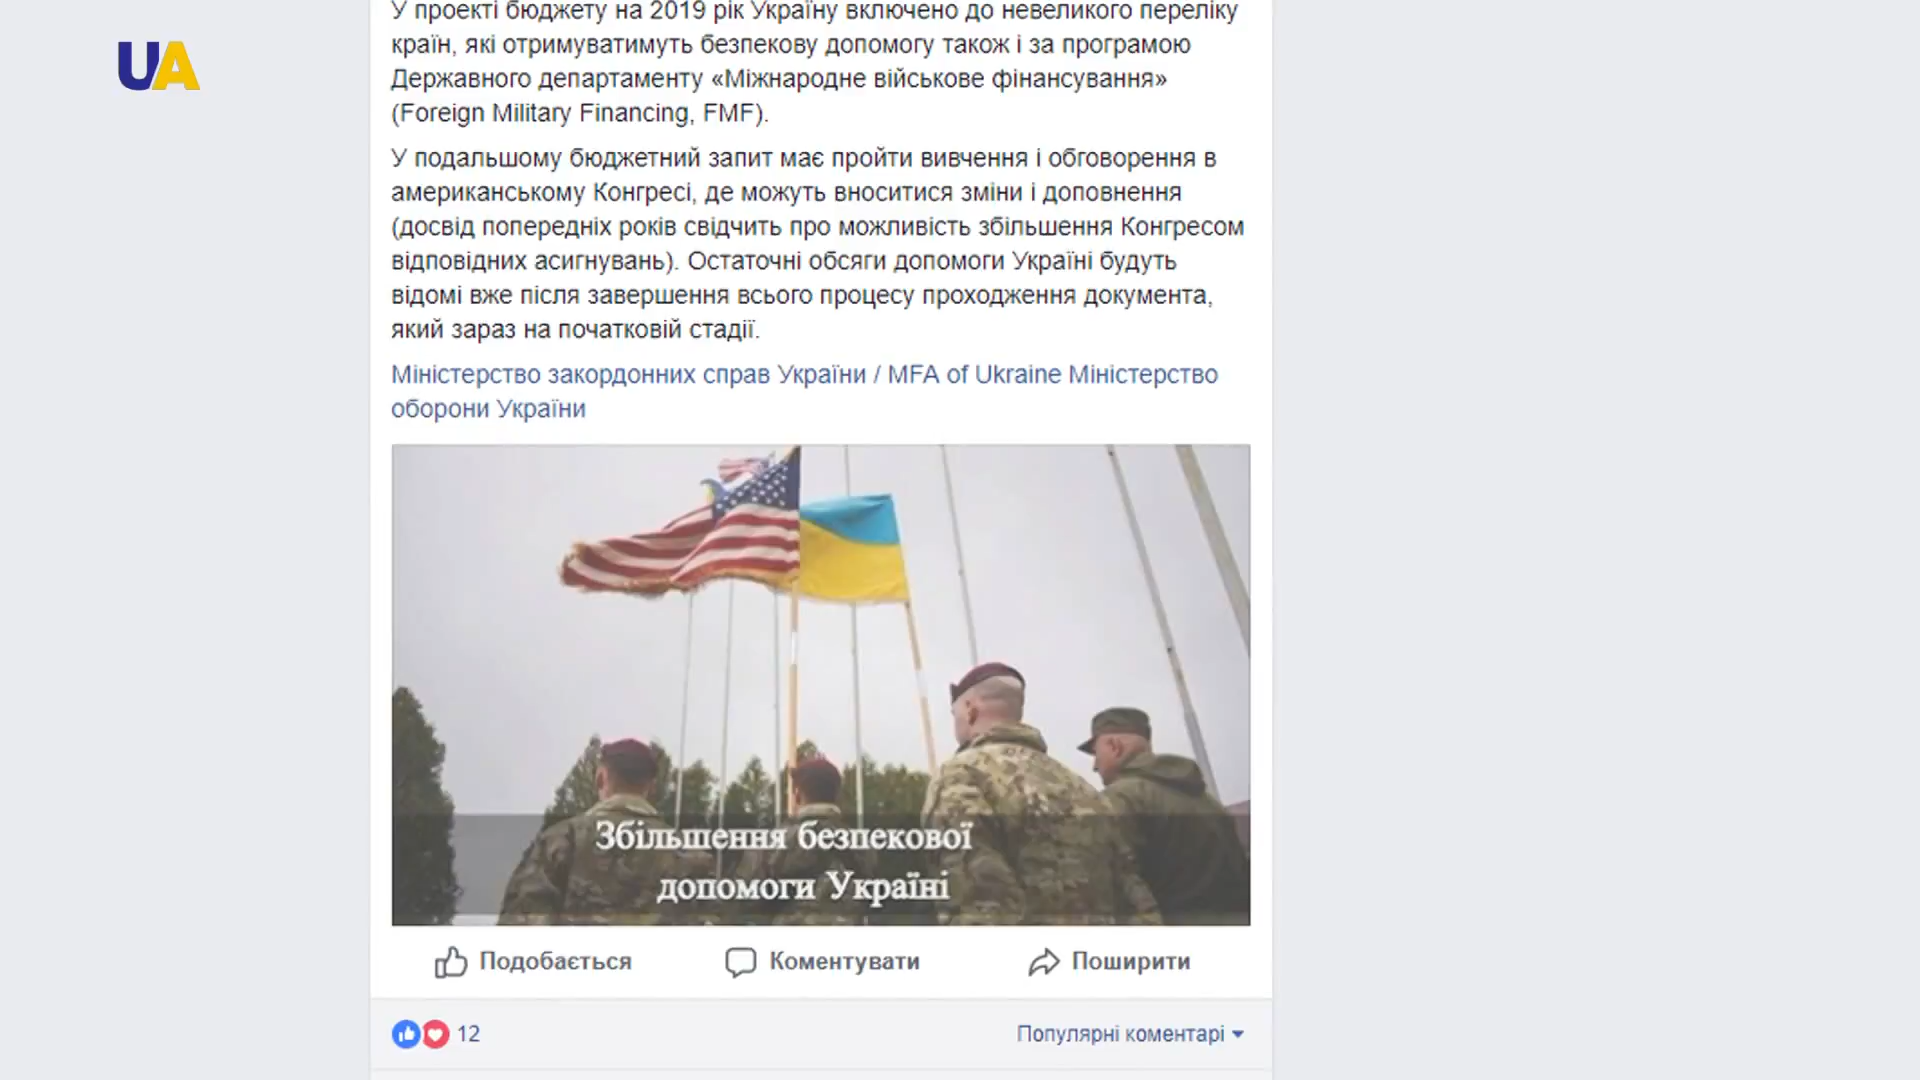 У проекті бюджету на 2019 рік Україну включено до невеликого переліку
країн, які отримуватимуть безпекову допомогу також і за програмою
Державного департаменту «Міжнародне військове фінансування»
(Foreign Military Financing, FMF).
У подальшому бюджетний запит має пройти вивчення і обговорення в
американському Конгресі, де можуть вноситися зміни і доповнення
(досвід попередніх років свідчить про можливість збільшення Конгресом
відповідних асигнувань). Остаточні обсяги допомоги Україні будуть
відомі вже після завершення всього процесу проходження документа,
який зараз на початковій стадії.
Міністерство закордонних справ України / MFA of Ukraine Міністерство
оборони України
Збільшення безпекової
допомоги Україні
Подобається Коментувати Поширити
12 Популярні коментарі
UA